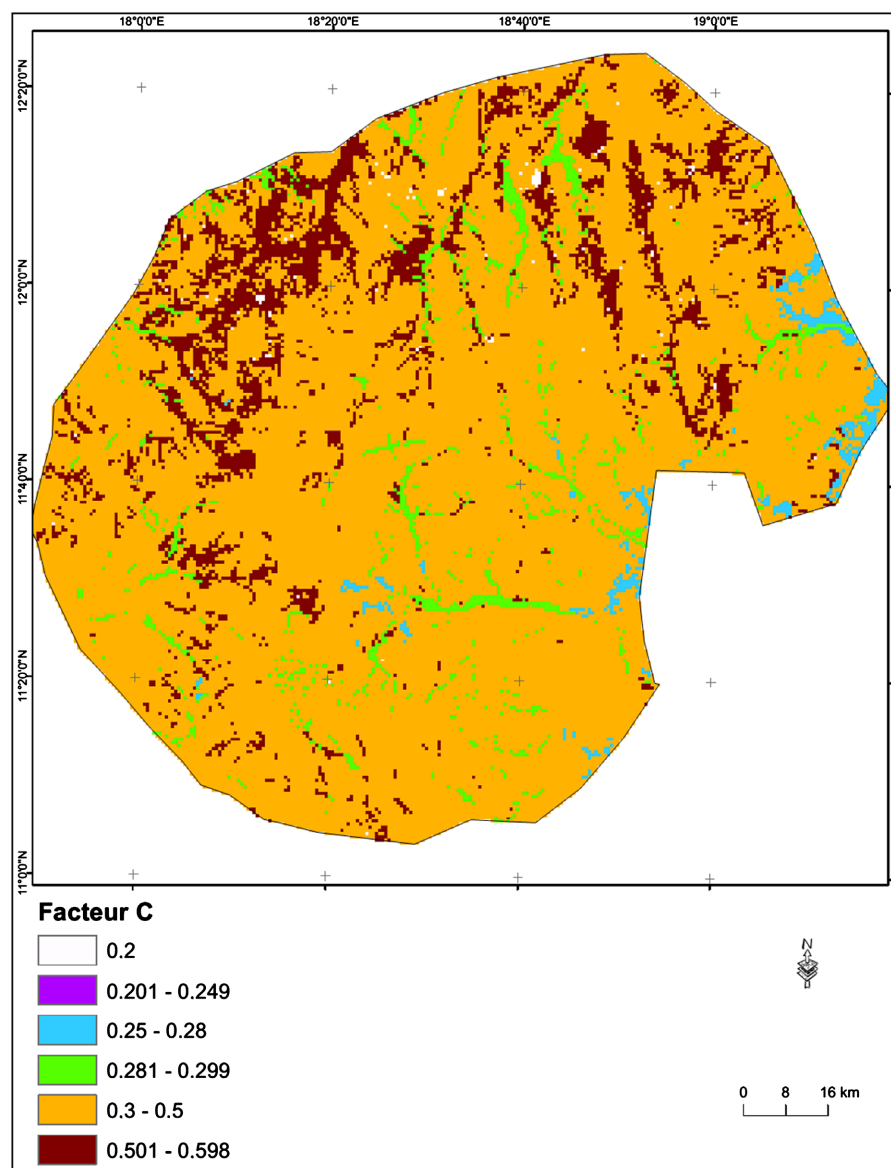 18°0'0"E 18°20'0"E 18°40'0"E 19°0'0"E
12°20'0"N
12°0'0"N
11°40'0"N
11°20'0"N
11°0'0"N
Facteur C
0.2
0.201 - 0.249
0.25 - 0.28
0.281 - 0.299
0.3 - 0.5
0.501 - 0.598
N
0 8 16 km